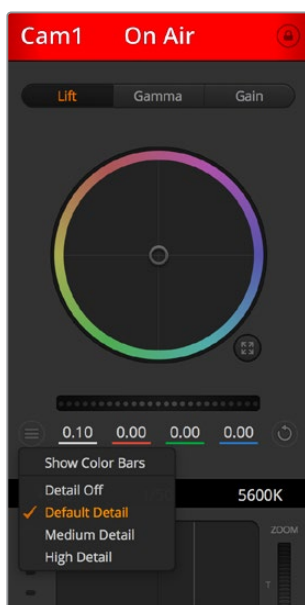 Cam1 On Air
Lift Gamma Gain
0.10 0.00 0.00 0.00
Show Color Bars
Detail Off
Default Detail
Medium Detail
High Detail
5600K
ZOOM
T